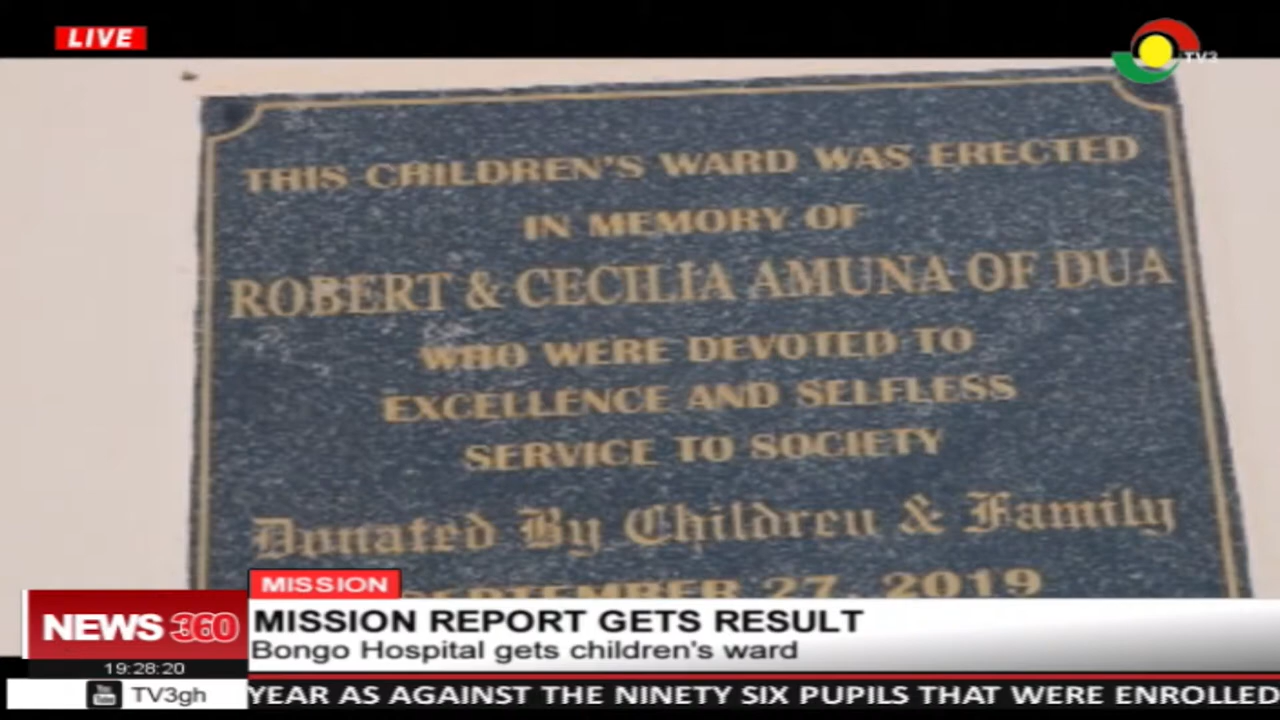 LIVE
TV3
THIS CHILDREN'S WARD WAS ERECTED
IN MEMORY OF
ROBERT & CECILIA AMUNA OF DUA
WHO WERE DEVOTED TO
EXCELLENCE AND SELFLESS
SERVICE TO SOCIETY
Donated By Children & Family
SEPTEMBER 27, 2019
MISSION
NEWS 360
MISSION REPORT GETS RESULT
Bongo Hospital gets children's ward
19:28:20
TV3gh
YEAR AS AGAINST THE NINETY SIX PUPILS THAT WERE ENROLLED